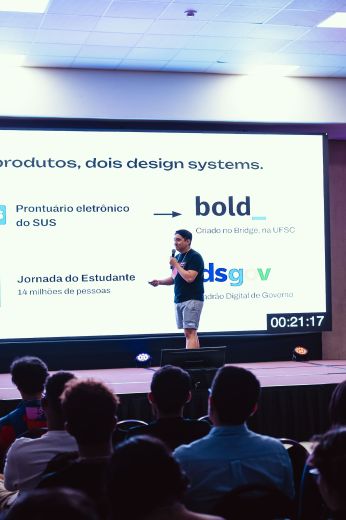 produtos, dois design systems.
Prontuário eletrônico
do SUS
bold_
Criado no Bridge, na UFSC
Jornada do Estudante
14 milhões de pessoas
dsgov
Padrão Digital de Governo
00:21:17